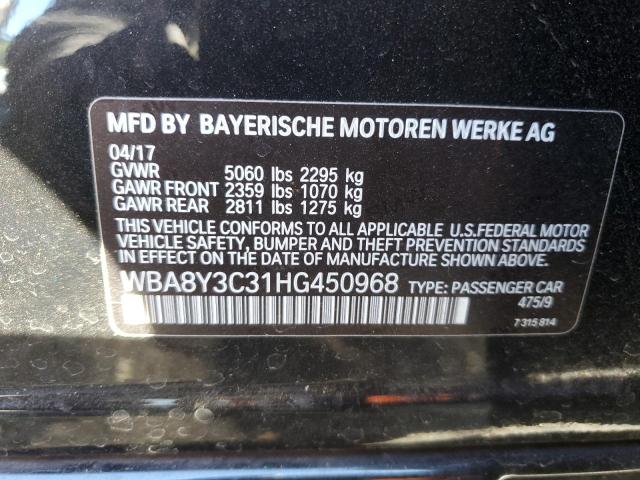 MFD BY BAYERISCHE MOTOREN WERKE AG
04/17
GVWR 5060 lbs 2295 kg
GAWR FRONT 2359 lbs 1070 kg
GAWR REAR 2811 lbs 1275 kg
THIS VEHICLE CONFORMS TO ALL APPLICABLE U.S.FEDERAL MOTOR
VEHICLE SAFETY, BUMPER AND THEFT PREVENTION STANDARDS
IN EFFECT ON THE DATE OF MANUFACTURE SHOWN ABOVE.
WBA8Y3C31HG450968 TYPE: PASSENGER CAR
475/9
7 315 814